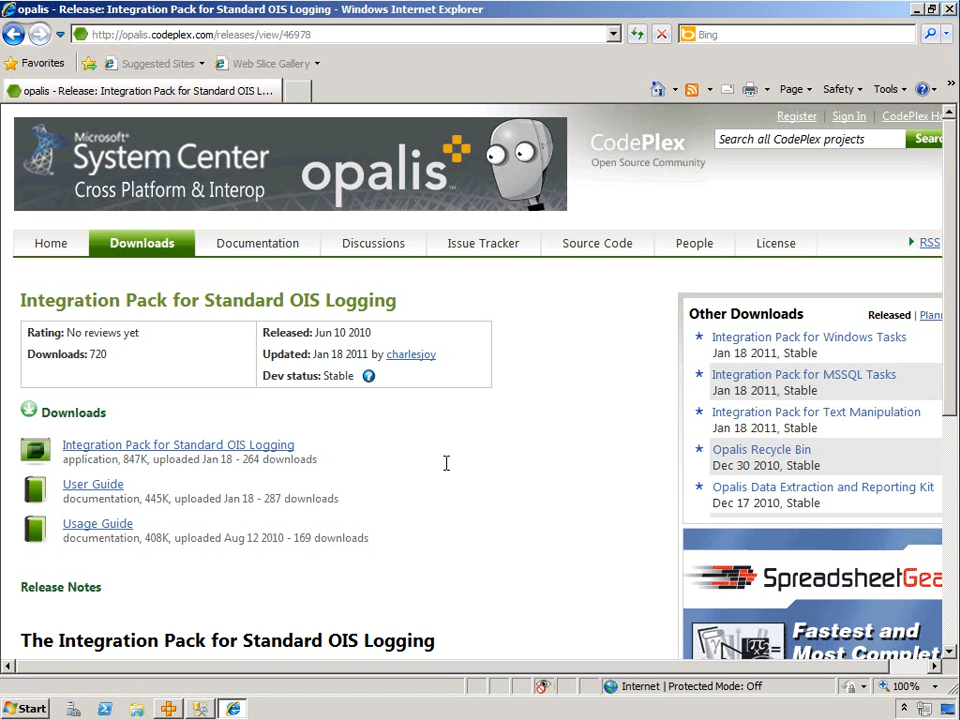 opalis - Release: Integration Pack for Standard OIS Logging - Windows Internet Explorer
http://opalis.codeplex.com/releases/view/46978
Bing
Favorites
Suggested Sites
Web Slice Gallery
opalis - Release: Integration Pack for Standard OIS L...
Page
Safety
Tools
Register
Sign In
CodePlex He
Microsoft®
System Center
Cross Platform & Interop
opalis
CodePlex
Open Source Community
Search all CodePlex projects
Searc
Home
Downloads
Documentation
Discussions
Issue Tracker
Source Code
People
License
RSS
Integration Pack for Standard OIS Logging
Rating: No reviews yet
Downloads: 720
Released: Jun 10 2010
Updated: Jan 18 2011 by charlesjoy
Dev status: Stable
Downloads
Integration Pack for Standard OIS Logging
application, 847K, uploaded Jan 18 - 264 downloads
User Guide
documentation, 445K, uploaded Jan 18 - 287 downloads
Usage Guide
documentation, 408K, uploaded Aug 12 2010 - 169 downloads
Release Notes
The Integration Pack for Standard OIS Logging
Other Downloads
Released | Plann
Integration Pack for Windows Tasks
Jan 18 2011, Stable
Integration Pack for MSSQL Tasks
Jan 18 2011, Stable
Integration Pack for Text Manipulation
Jan 18 2011, Stable
Opalis Recycle Bin
Dec 30 2010, Stable
Opalis Data Extraction and Reporting Kit
Dec 17 2010, Stable
SpreadsheetGea
Fastest and
Most Complet
Internet | Protected Mode: Off
100%
Start